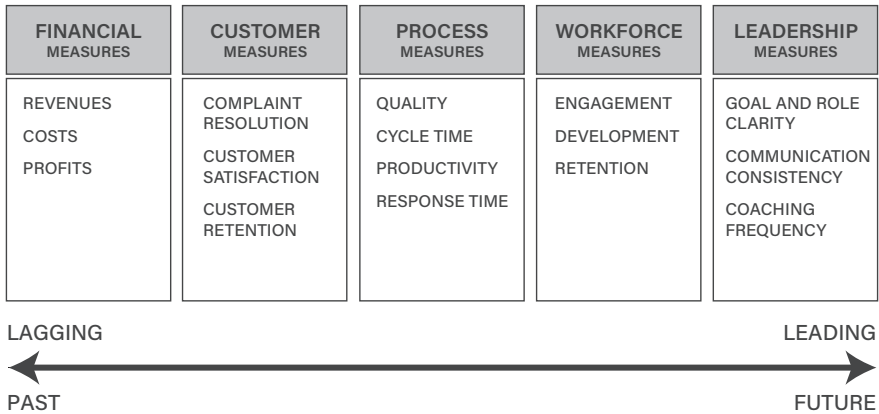 FINANCIAL
MEASURES
CUSTOMER
MEASURES
PROCESS
MEASURES
WORKFORCE
MEASURES
LEADERSHIP
MEASURES
REVENUES
COSTS
PROFITS
COMPLAINT
RESOLUTION
CUSTOMER
SATISFACTION
CUSTOMER
RETENTION
QUALITY
CYCLE TIME
PRODUCTIVITY
RESPONSE TIME
ENGAGEMENT
DEVELOPMENT
RETENTION
GOAL AND ROLE
CLARITY
COMMUNICATION
CONSISTENCY
COACHING
FREQUENCY
LAGGING
LEADING
PAST
FUTURE